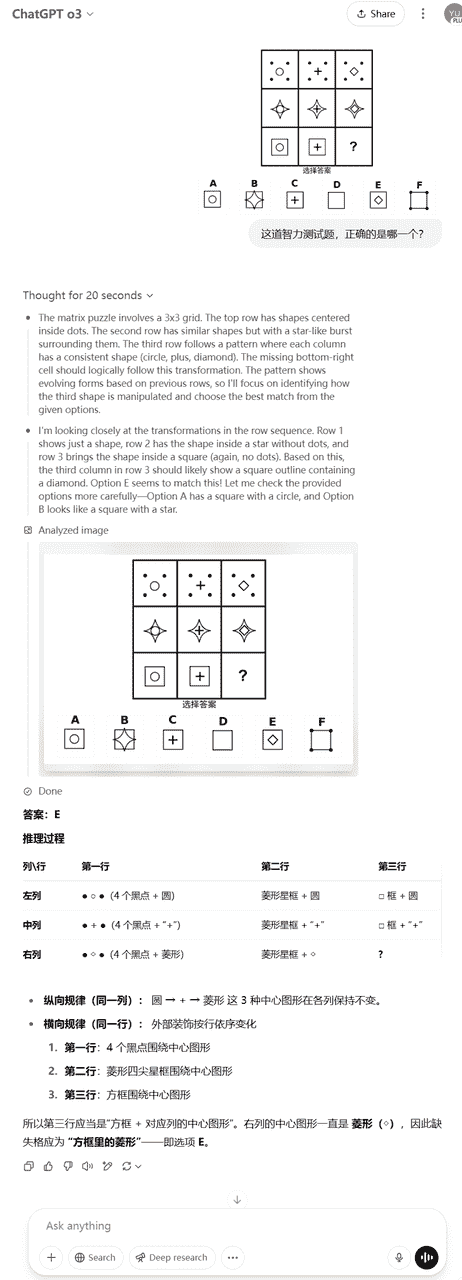 ChatGPT o3
Share
YU
PLU
?
选择答案
A B C D E F
这道智力测试题，正确的是哪一个？
Thought for 20 seconds
The matrix puzzle involves a 3x3 grid. The top row has shapes centered
inside dots. The second row has similar shapes but with a star-like burst
surrounding them. The third row follows a pattern where each column
has a consistent shape (circle, plus, diamond). The missing bottom-right
cell should logically follow this transformation. The pattern shows
evolving forms based on previous rows, so I'll focus on identifying how
the third shape is manipulated and choose the best match from the
given options.
I'm looking closely at the transformations in the row sequence. Row 1
shows just a shape, row 2 has the shape inside a star without dots, and
row 3 brings the shape inside a square (again, no dots). Based on this,
the third column in row 3 should likely show a square outline containing
a diamond. Option E seems to match this! Let me check the provided
options more carefully—Option A has a square with a circle, and Option
B looks like a square with a star.
Analyzed image
?
选择答案
A B C D E F
Done
答案：E
推理过程
列\行 第一行 第二行 第三行
左列 ● ○ ● (4 个黑点 + 圆) 菱形星框 + 圆 □ 框 + 圆
中列 ● + ● (4 个黑点 + “+”) 菱形星框 + “+” □ 框 + “+”
右列 ● ◇ ● (4 个黑点 + 菱形) 菱形星框 + ◇ ?
纵向规律（同一列）： 圆 → + → 菱形 这 3 种中心图形在各列保持不变。
横向规律（同一行）： 外部装饰按行依序变化
1. 第一行：4 个黑点围绕中心图形
2. 第二行：菱形四尖星框围绕中心图形
3. 第三行：方框围绕中心图形
所以第三行应当是“方框 + 对应列的中心图形”。右列的中心图形一直是 菱形（◇），因此缺
失格应为 “方框里的菱形”——即选项 E。
Ask anything
Search
Deep research